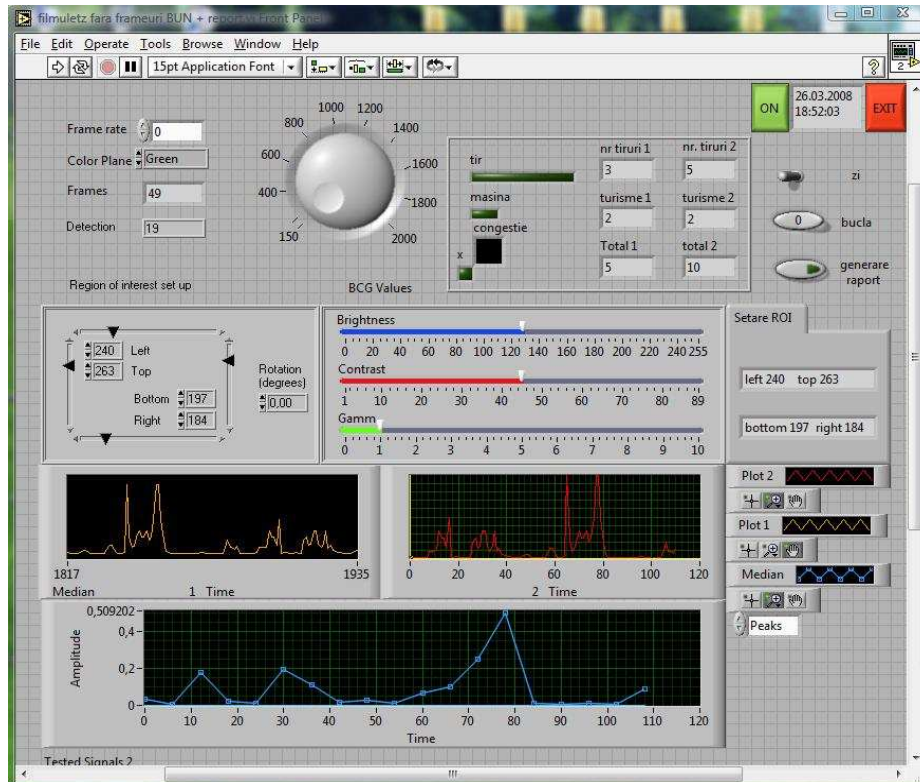 filmuletz fara frameuri BUN + report.vi Front Panel
File Edit Operate Tools Browse Window Help
15pt Application Font
2
ON
26.03.2008
18:52:03
EXIT
Frame rate 0
Color Plane Green
Frames 49
Detection 19
150 400 600 800 1000 1200 1400 1600 1800 2000
tir
masina
congestie
x
nr tiruri 1 nr. tiruri 2
3 5
turisme 1 turisme 2
2 2
Total 1 total 2
5 10
zi
0 bucla
generare
raport
Region of interest set up
BCG Values
240 Left
263 Top
Bottom 197
Right 184
Rotation
(degrees)
0,00
Brightness
0 20 40 60 80 100 120 140 160 180 200 220 240 255
Contrast
1 10 20 30 40 50 60 70 80 89
Gamm
0 1 2 3 4 5 6 7 8 9 10
Setare ROI
left 240 top 263
bottom 197 right 184
1817 1935
Median 1 Time
0 20 40 60 80 100 120
2 Time
Plot 2
Plot 1
Median
Peaks
0,509202
0,4
0,2
0
Amplitude
0 10 20 30 40 50 60 70 80 90 100 110 120
Time
Tested Signals 2